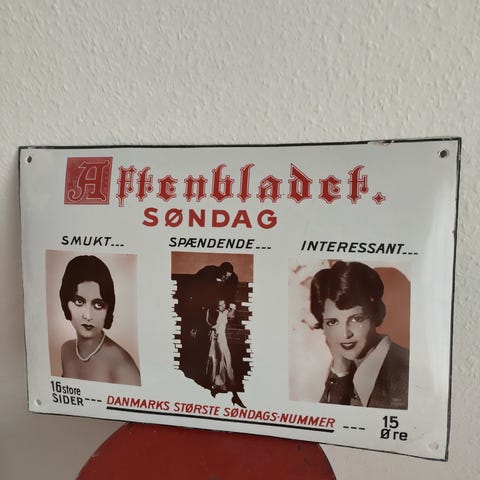 Aftenbladet.
SØNDAG
SMUKT... SPÆNDENDE... INTERESSANT...
16 store
SIDER---
DANMARKS STØRSTE SØNDAGS-NUMMER ---
15
Øre